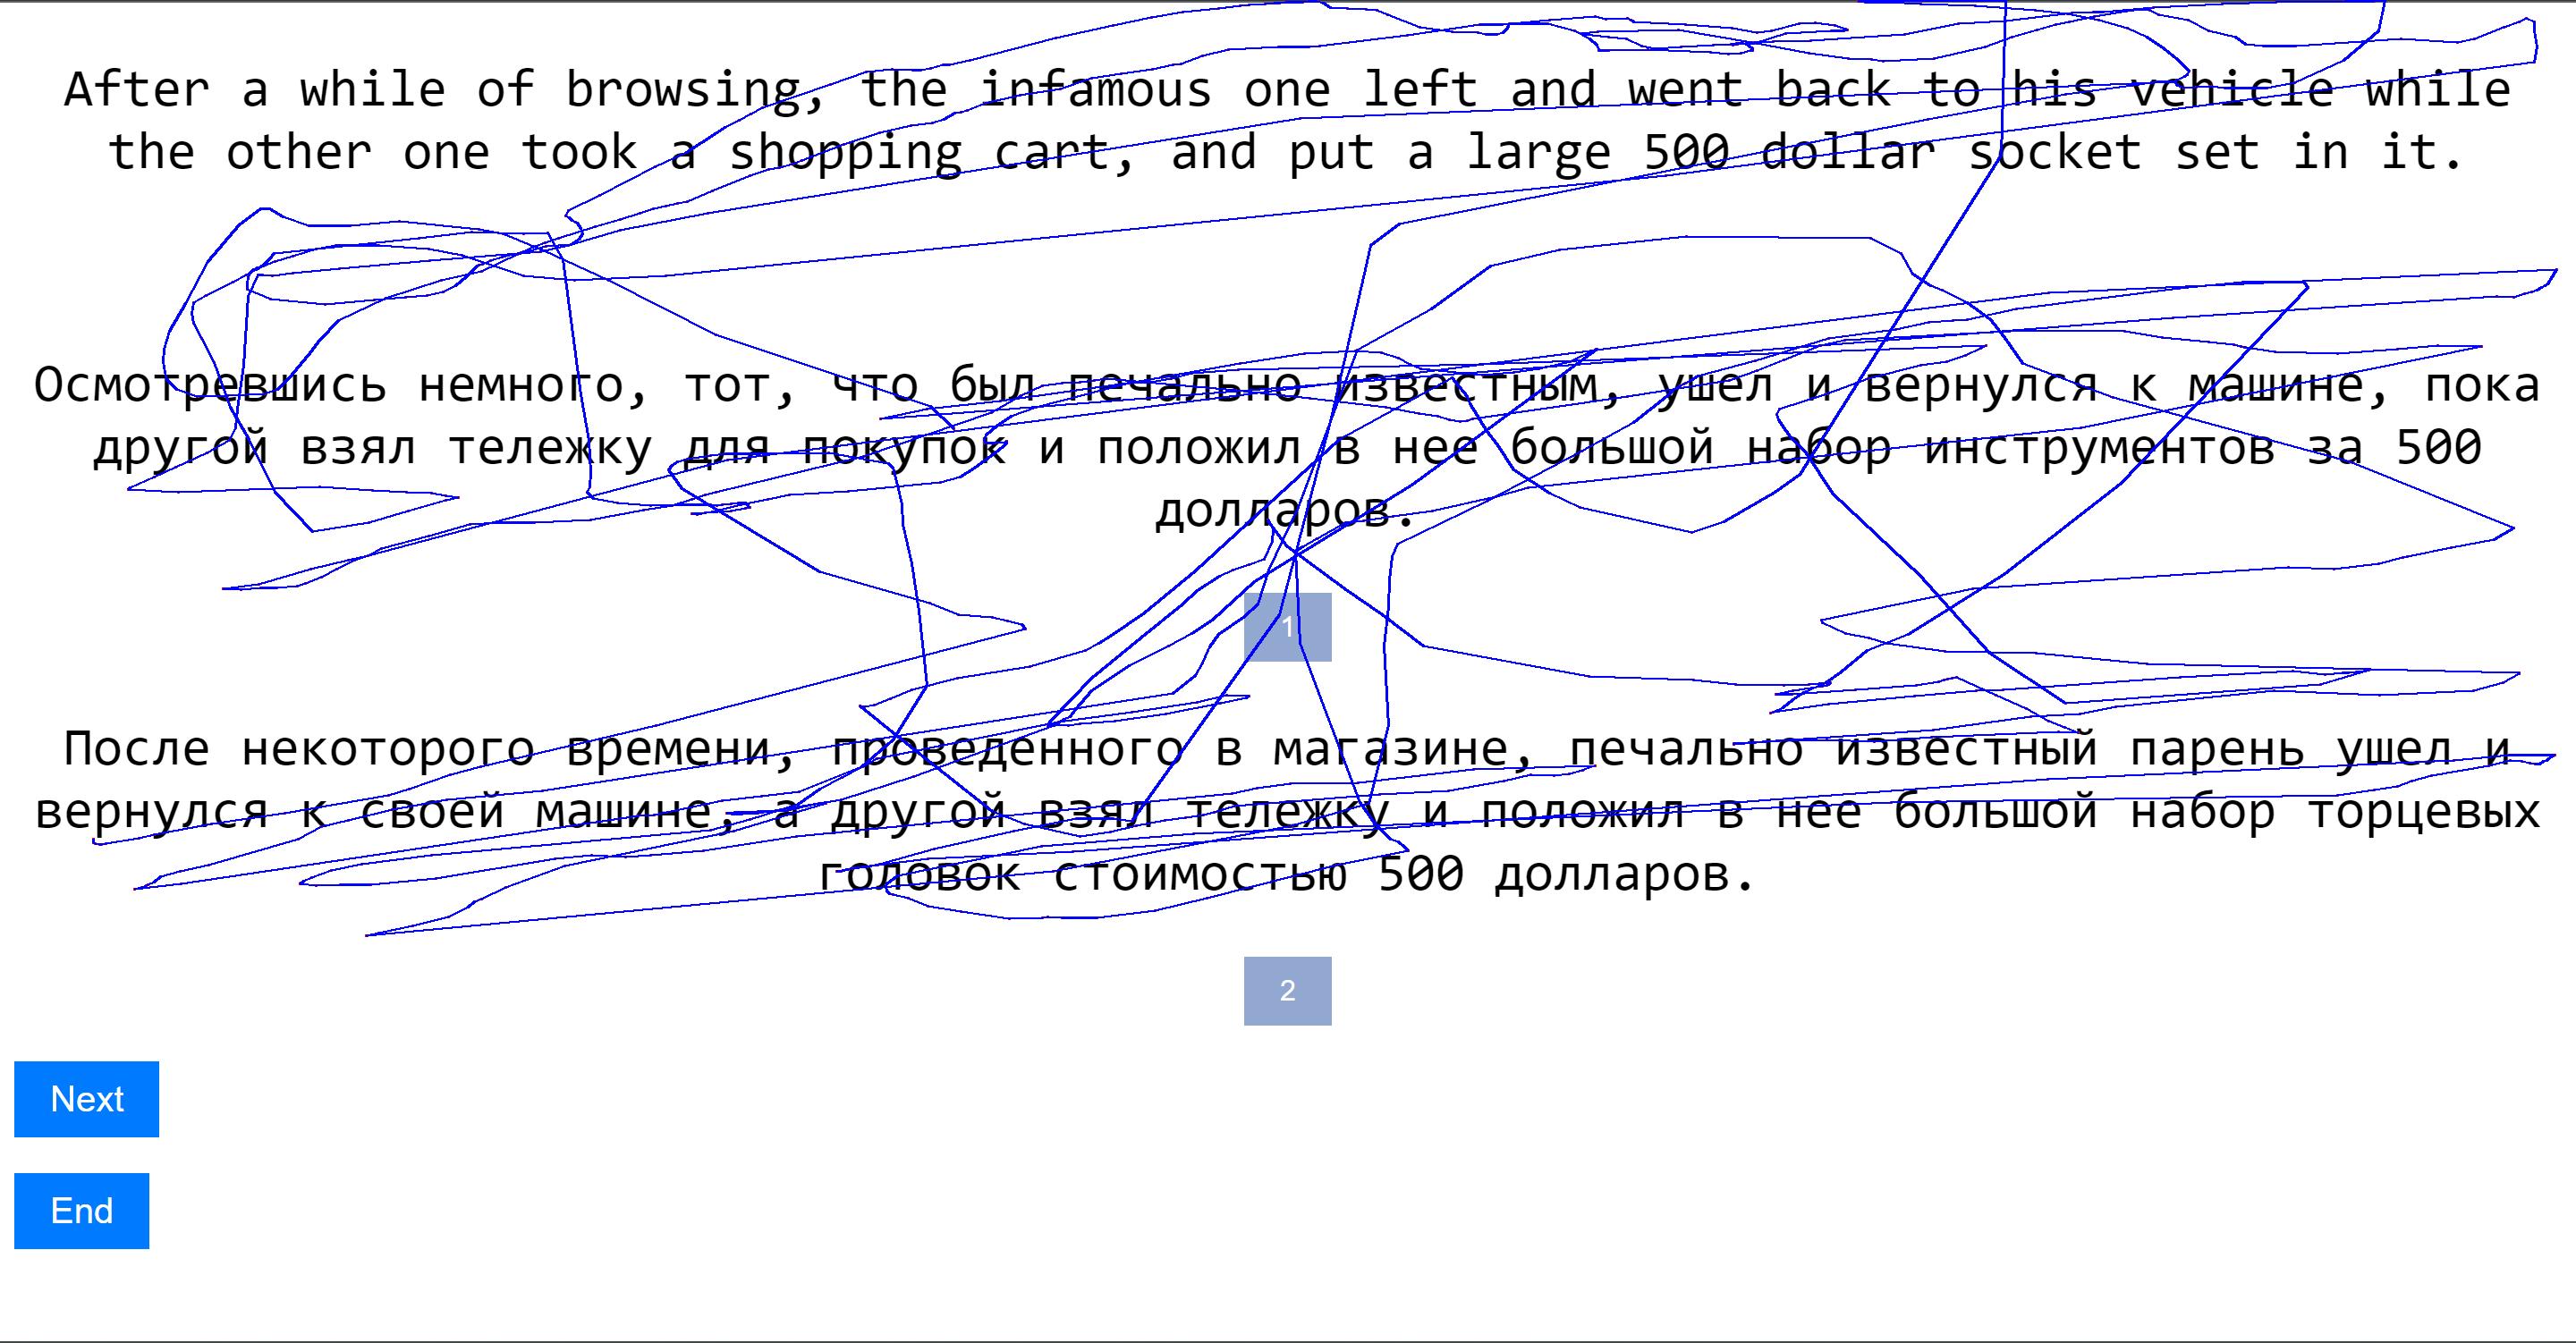 After a while of browsing, the infamous one left and went back to his vehicle while
the other one took a shopping cart, and put a large 500 dollar socket set in it.
Осмотревшись немного, тот, что был печально известным, ушел и вернулся к машине, пока
другой взял тележку для покупок и положил в нее большой набор инструментов за 500
долларов.
1
После некоторого времени, проведенного в магазине, печально известный парень ушел и
вернулся к своей машине, а другой взял тележку и положил в нее большой набор торцевых
головок стоимостью 500 долларов.
2
Next
End